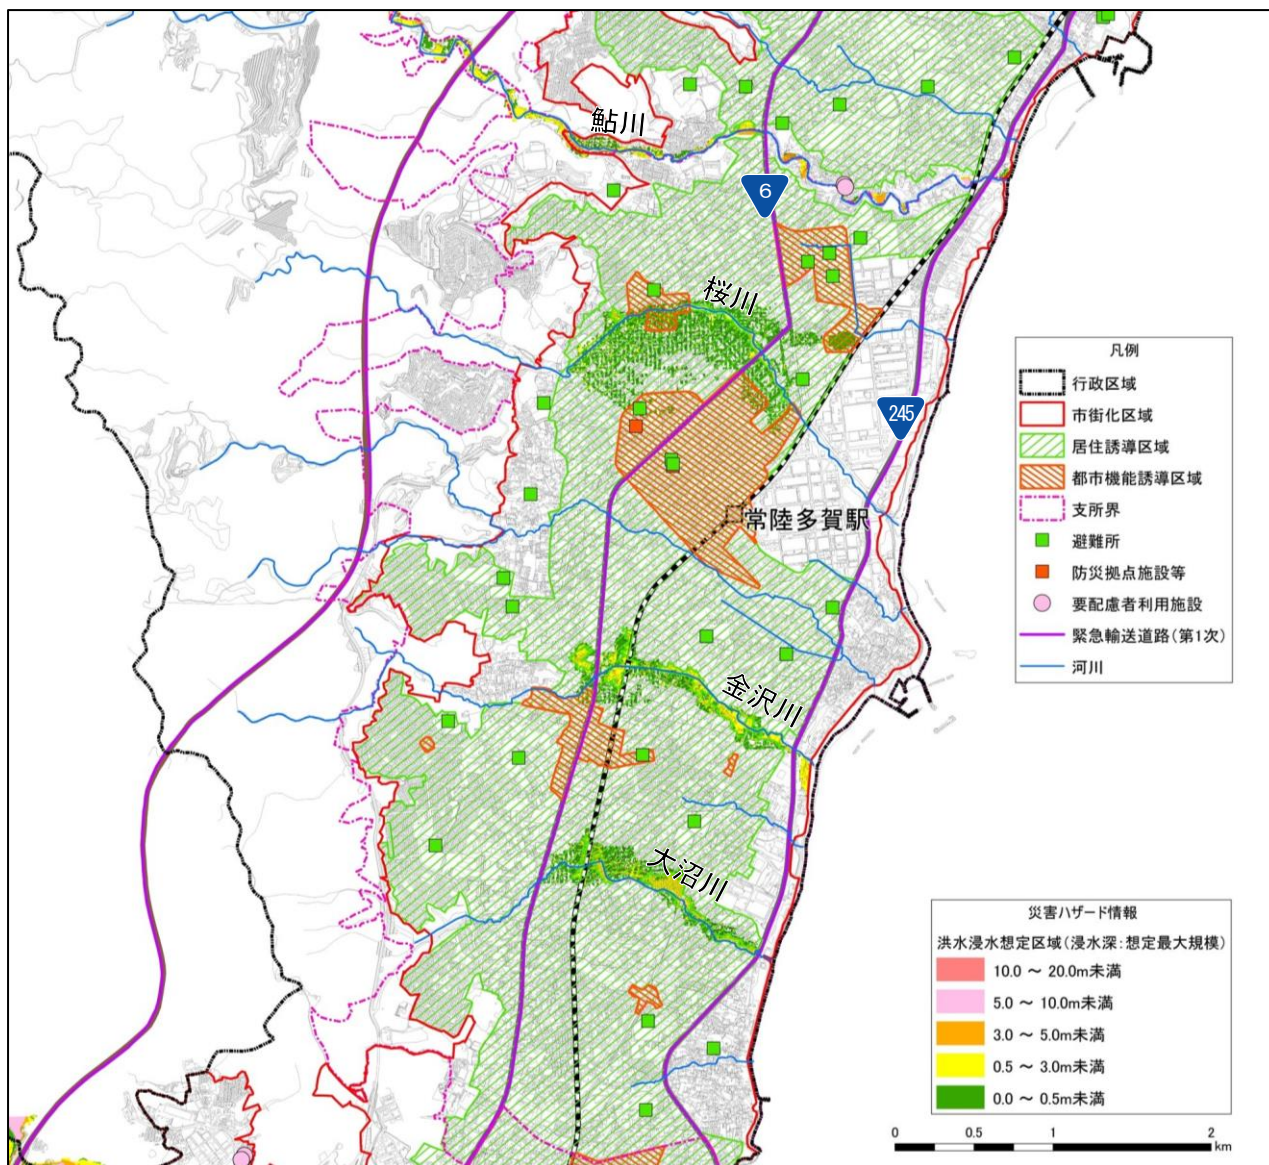 鮎川
6
桜川
245
常陸多賀駅
金沢川
大沼川
凡例
行政区域
市街化区域
居住誘導区域
都市機能誘導区域
支所界
避難所
防災拠点施設等
要配慮者利用施設
緊急輸送道路(第1次)
河川
災害ハザード情報
洪水浸水想定区域(浸水深:想定最大規模)
10.0 ～ 20.0m未満
5.0 ～ 10.0m未満
3.0 ～ 5.0m未満
0.5 ～ 3.0m未満
0.0 ～ 0.5m未満
0 0.5 1 2
km